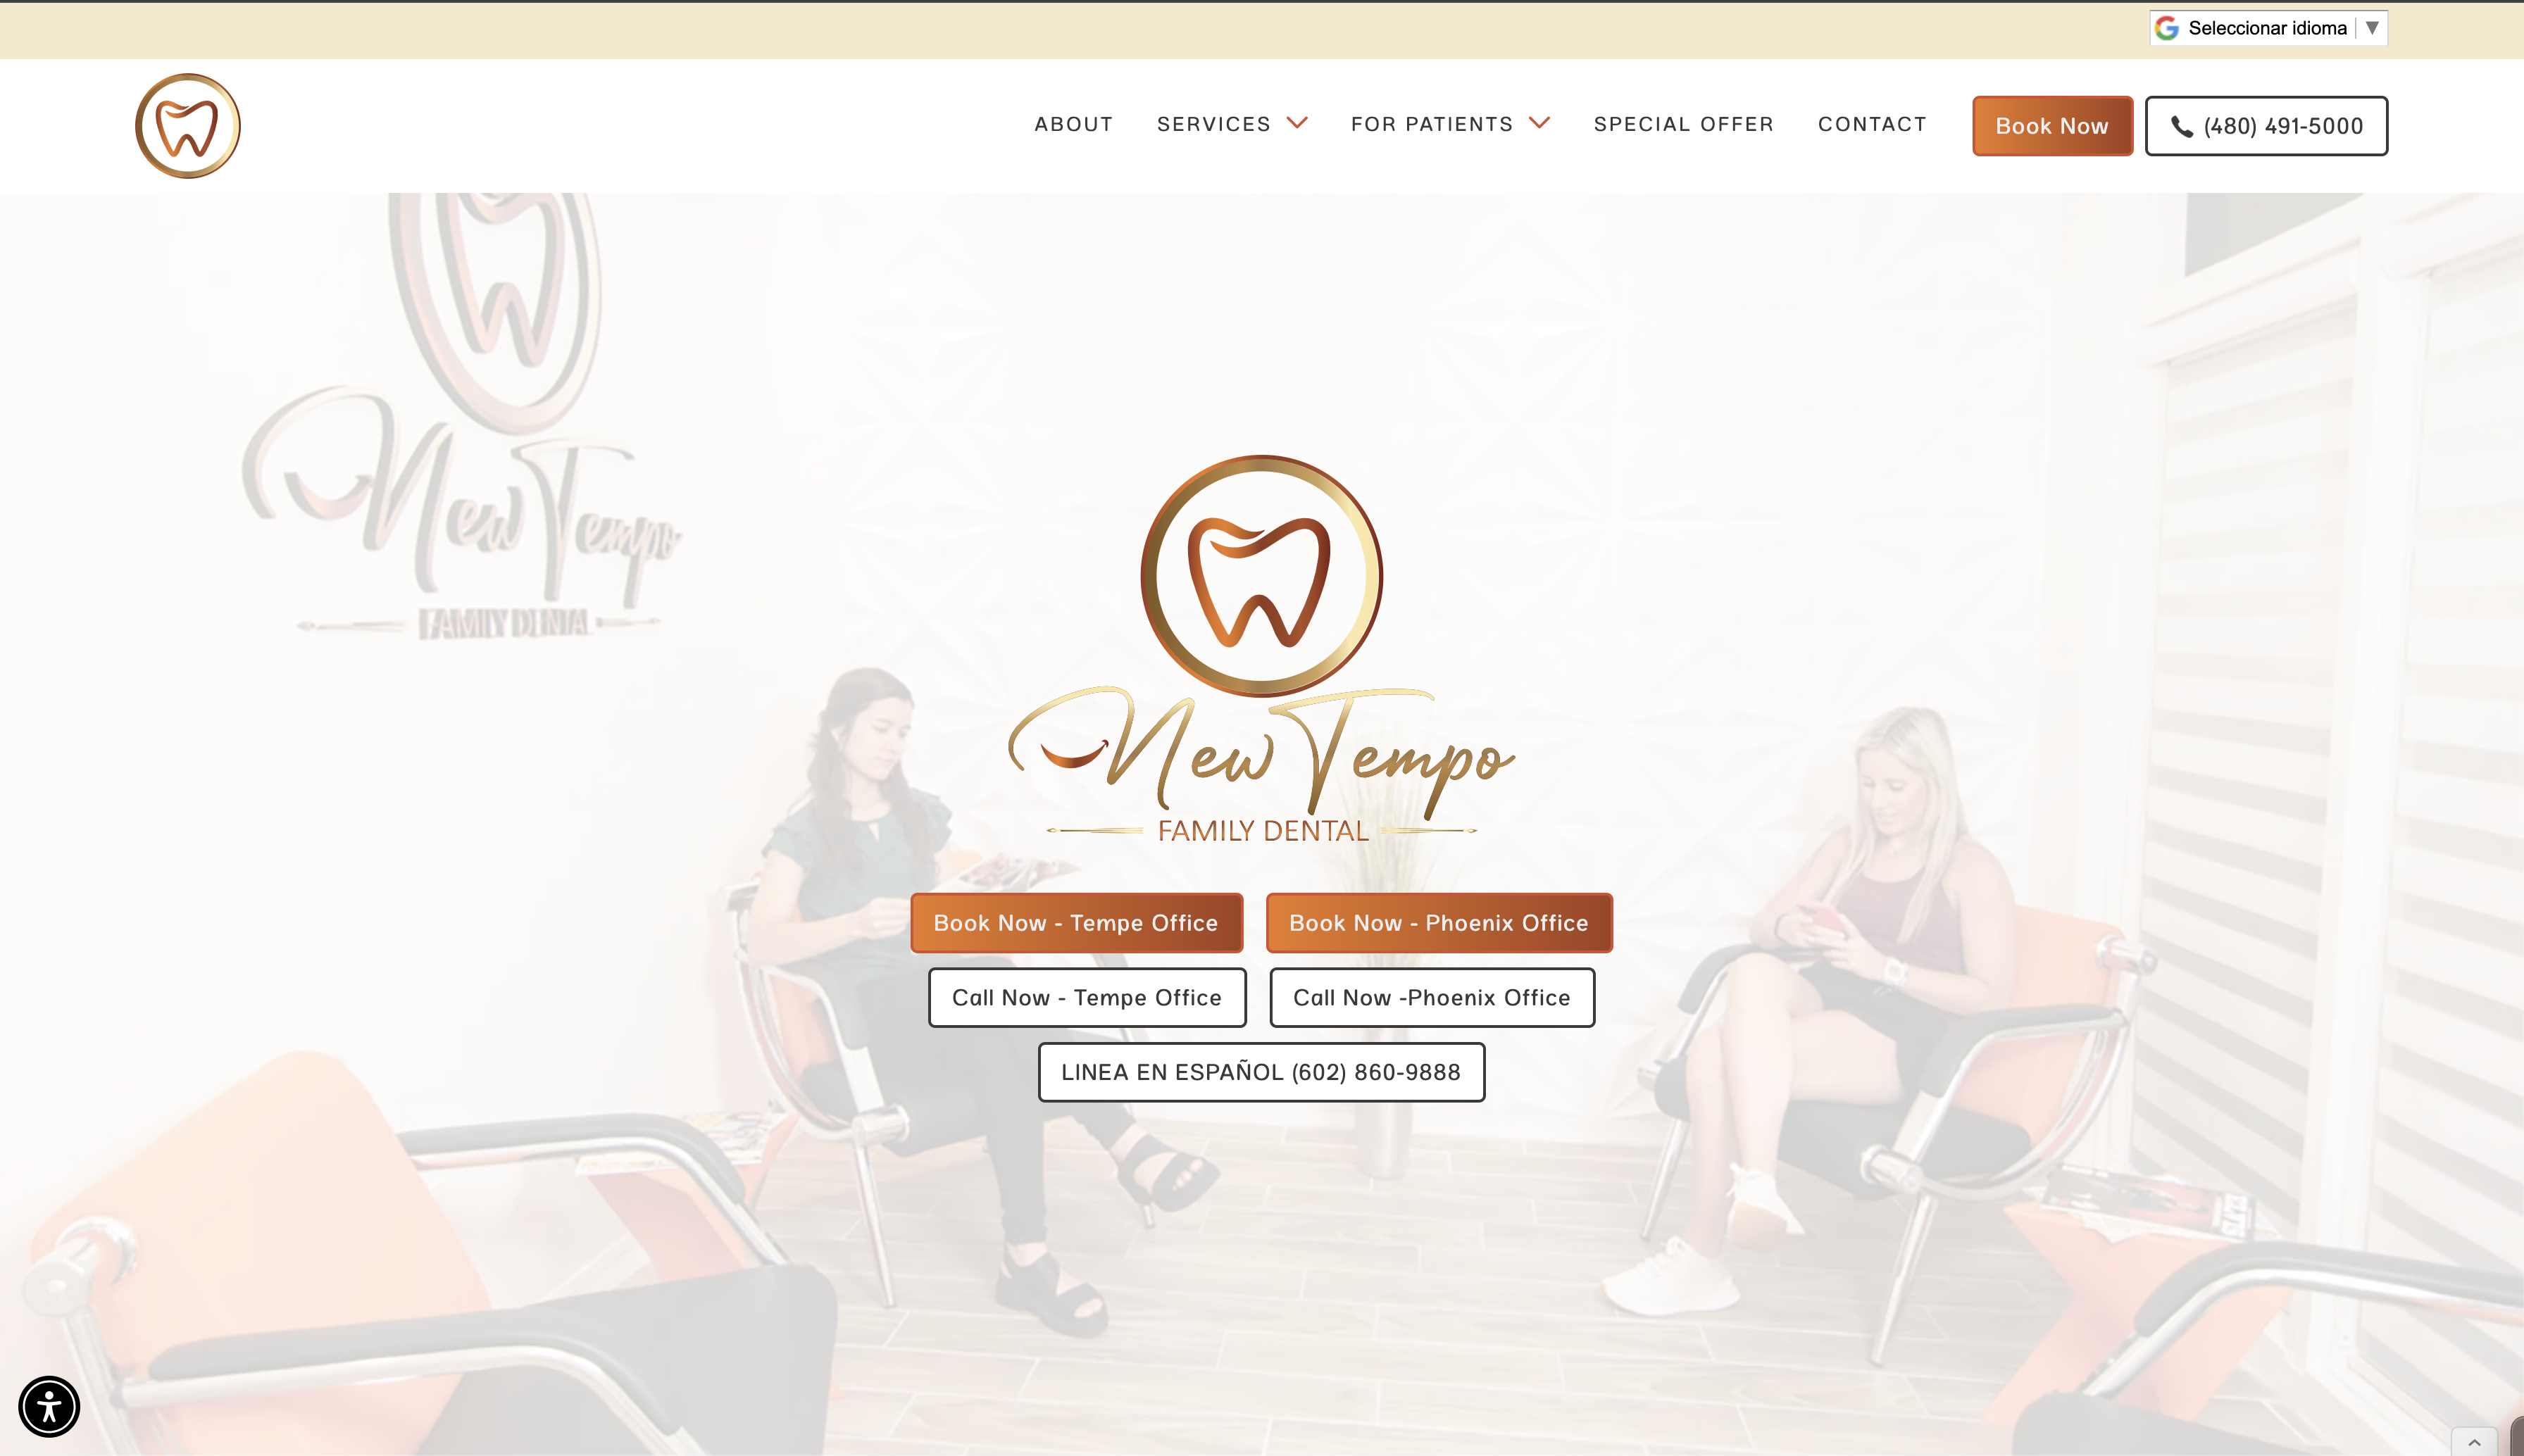 Seleccionar idioma ▼
ABOUT SERVICES FOR PATIENTS SPECIAL OFFER CONTACT Book Now (480) 491-5000
New Tempo
FAMILY DENTAL
New Tempo
FAMILY DENTAL
Book Now - Tempe Office Book Now - Phoenix Office
Call Now - Tempe Office Call Now -Phoenix Office
LINEA EN ESPAÑOL (602) 860-9888